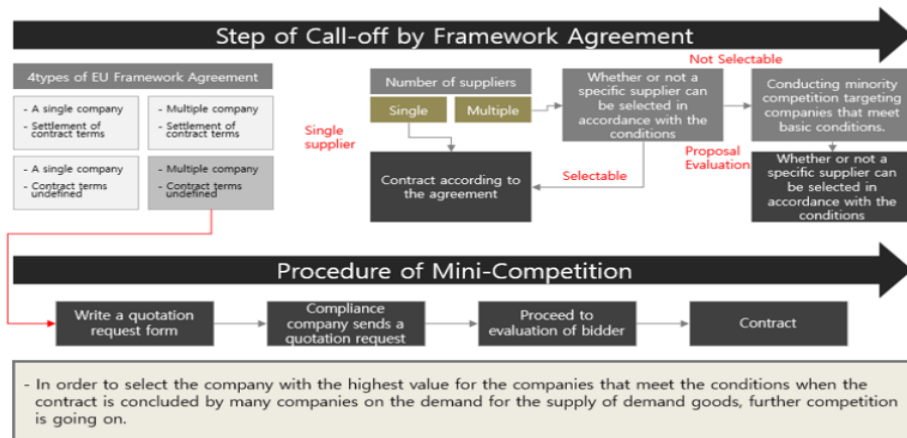 Step of Call-off by Framework Agreement
4types of EU Framework Agreement
- A single company
- Settlement of
contract terms
- Multiple company
- Settlement of
contract terms
- A single company
- Contract terms
undefined
- Multiple company
- Contract terms
undefined
Number of suppliers
Single
Multiple
Single
supplier
Contract according to
the agreement
Whether or not a
specific supplier can
be selected in
accordance with the
conditions
Selectable
Not Selectable
Conducting minority
competition targeting
companies that meet
basic conditions.
Proposal
Evaluation
Whether or not a
specific supplier can
be selected in
accordance with the
conditions
Procedure of Mini-Competition
Write a quotation
request form
Compliance
company sends a
quotation request
Proceed to
evaluation of bidder
Contract
- In order to select the company with the highest value for the companies that meet the conditions when the
contract is concluded by many companies on the demand for the supply of demand goods, further competition
is going on.